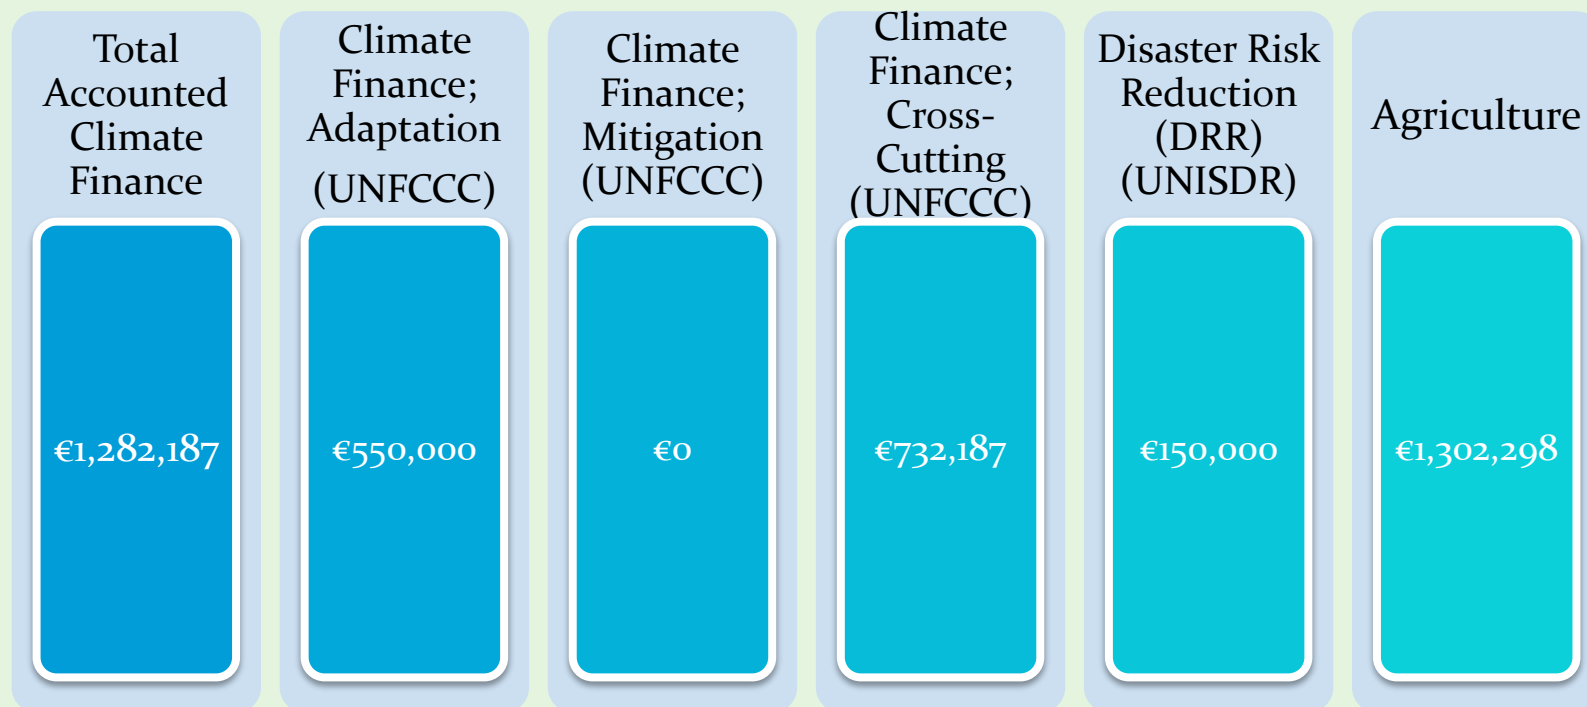 Total
Accounted
Climate
Finance
€1,282,187
Climate
Finance;
Adaptation
(UNFCCC)
€550,000
Climate
Finance;
Mitigation
(UNFCCC)
€0
Climate
Finance;
Cross-
Cutting
(UNFCCC)
€732,187
Disaster Risk
Reduction
(DRR)
(UNISDR)
€150,000
Agriculture
€1,302,298